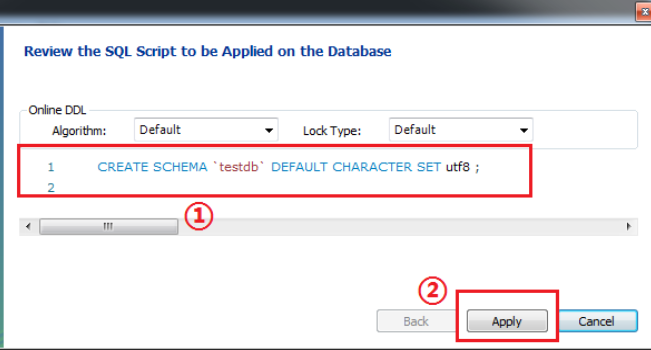 Review the SQL Script to be Applied on the Database
Online DDL
Algorithm: Default Lock Type: Default
1 CREATE SCHEMA `testdb` DEFAULT CHARACTER SET utf8 ;
2
①
②
Back Apply Cancel